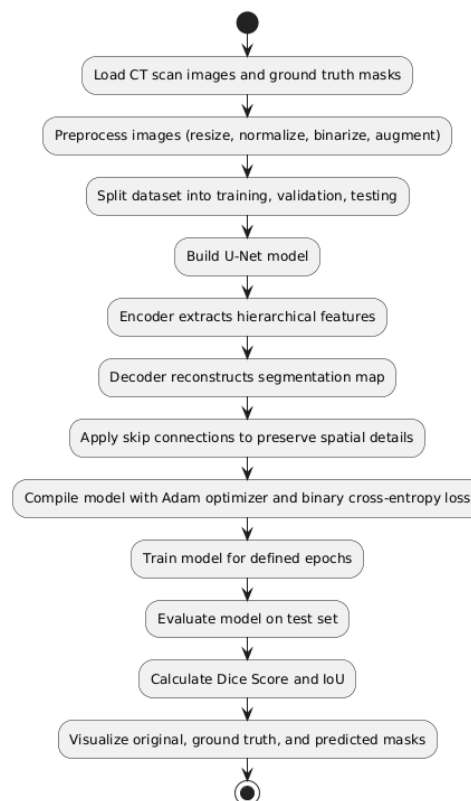 Load CT scan images and ground truth masks
Preprocess images (resize, normalize, binarize, augment)
Split dataset into training, validation, testing
Build U-Net model
Encoder extracts hierarchical features
Decoder reconstructs segmentation map
Apply skip connections to preserve spatial details
Compile model with Adam optimizer and binary cross-entropy loss
Train model for defined epochs
Evaluate model on test set
Calculate Dice Score and IoU
Visualize original, ground truth, and predicted masks